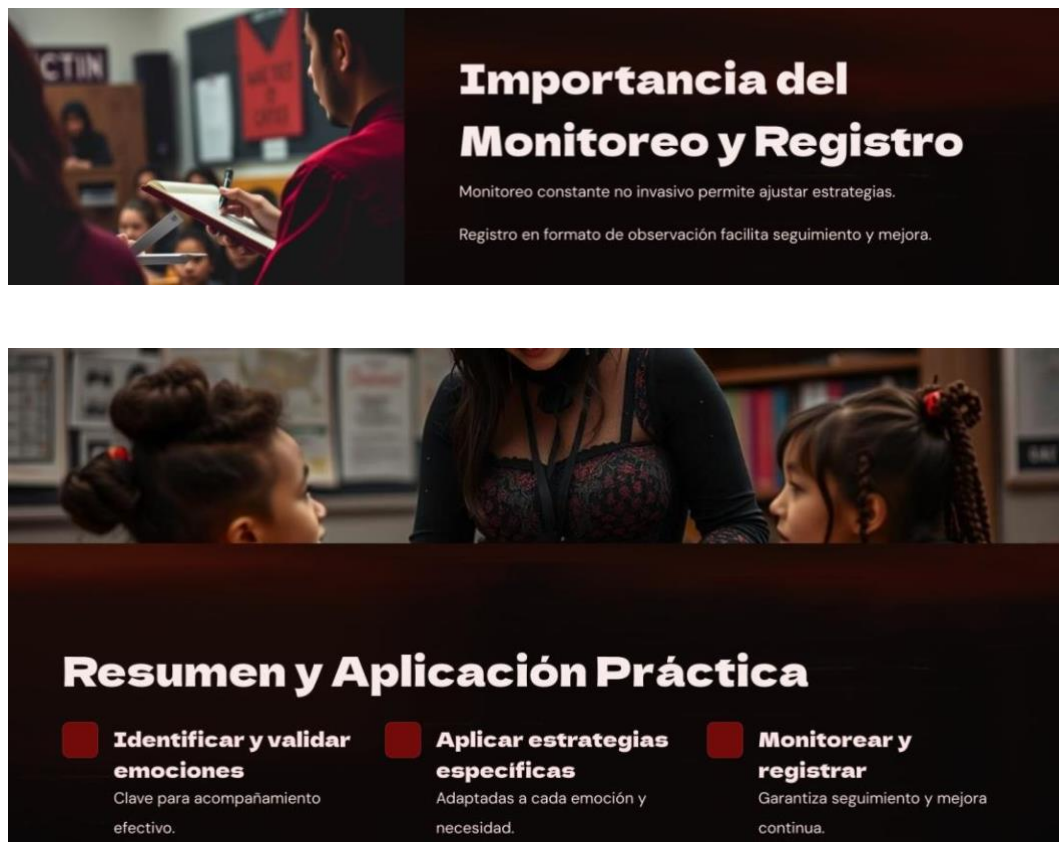 CTIN
Importancia del
Monitoreo y Registro
Monitoreo constante no invasivo permite ajustar estrategias.
Registro en formato de observación facilita seguimiento y mejora.
Resumen y Aplicación Práctica
Identificar y validar
emociones
Clave para acompañamiento
efectivo.
Aplicar estrategias
específicas
Adaptadas a cada emoción y
necesidad.
Monitorear y
registrar
Garantiza seguimiento y mejora
continua.